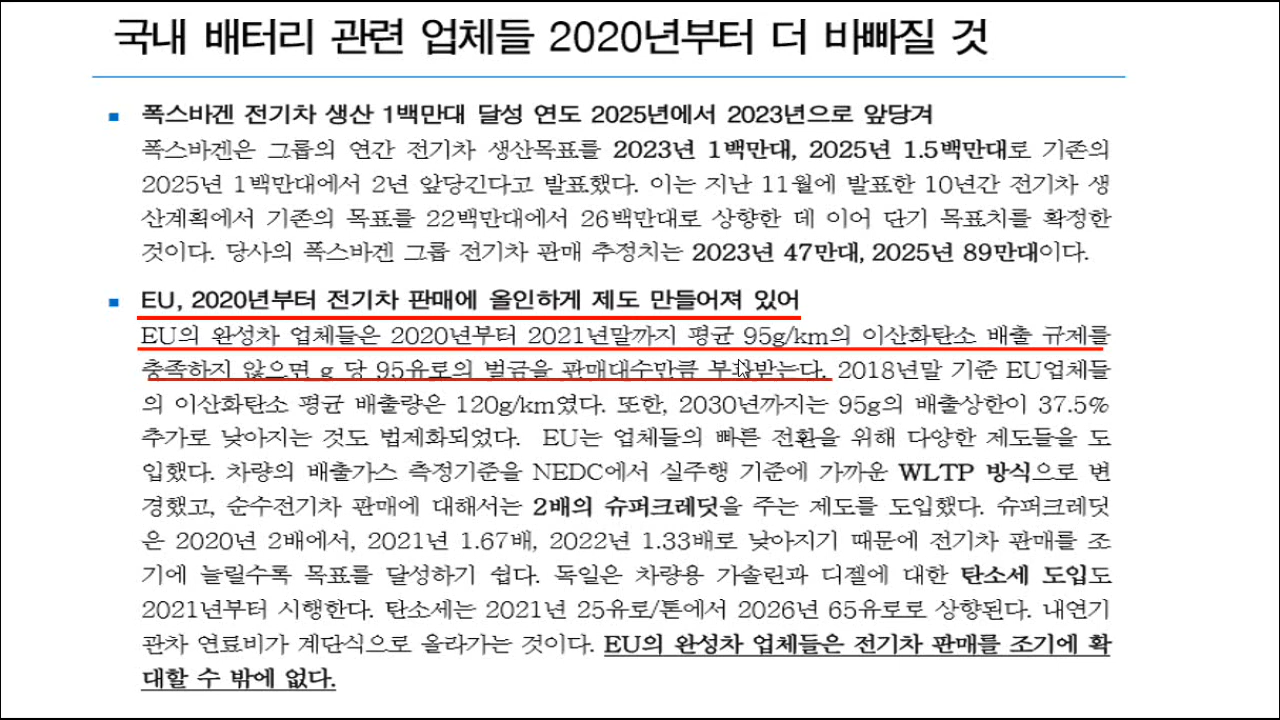 국내 배터리 관련 업체들 2020년부터 더 바빠질 것
폭스바겐 전기차 생산 1백만대 달성 연도 2025년에서 2023년으로 앞당겨
폭스바겐은 그룹의 연간 전기차 생산목표를 2023년 1백만대, 2025년 1.5백만대로 기존의
2025년 1백만대에서 2년 앞당긴다고 발표했다. 이는 지난 11월에 발표한 10년간 전기차 생
산계획에서 기존의 목표를 22백만대에서 26백만대로 상향한 데 이어 단기 목표치를 확정한
것이다. 당사의 폭스바겐 그룹 전기차 판매 추정치는 2023년 47만대, 2025년 89만대이다.
EU, 2020년부터 전기차 판매에 올인하게 제도 만들어져 있어
EU의 완성차 업체들은 2020년부터 2021년말까지 평균 95g/km의 이산화탄소 배출 규제를
충족하지 않으면 g 당 95유로의 벌금을 판매대수만큼 부과받는다. 2018년말 기준 EU업체들
의 이산화탄소 평균 배출량은 120g/km였다. 또한, 2030년까지는 95g의 배출상한이 37.5%
추가로 낮아지는 것도 법제화되었다. EU는 업체들의 빠른 전환을 위해 다양한 제도들을 도
입했다. 차량의 배출가스 측정기준을 NEDC에서 실주행 기준에 가까운 WLTP 방식으로 변
경했고, 순수전기차 판매에 대해서는 2배의 슈퍼크레딧을 주는 제도를 도입했다. 슈퍼크레딧
은 2020년 2배에서, 2021년 1.67배, 2022년 1.33배로 낮아지기 때문에 전기차 판매를 조
기에 늘릴수록 목표를 달성하기 쉽다. 독일은 차량용 가솔린과 디젤에 대한 탄소세 도입도
2021년부터 시행한다. 탄소세는 2021년 25유로/톤에서 2026년 65유로로 상향된다. 내연기
관차 연료비가 계단식으로 올라가는 것이다. EU의 완성차 업체들은 전기차 판매를 조기에 확
대할 수 밖에 없다.